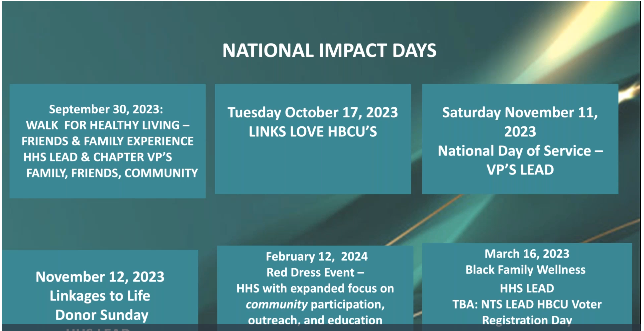 NATIONAL IMPACT DAYS
September 30, 2023:
WALK FOR HEALTHY LIVING –
FRIENDS & FAMILY EXPERIENCE
HHS LEAD & CHAPTER VP'S
FAMILY, FRIENDS, COMMUNITY
Tuesday October 17, 2023
LINKS LOVE HBCU'S
Saturday November 11,
2023
National Day of Service –
VP'S LEAD
November 12, 2023
Linkages to Life
Donor Sunday
February 12, 2024
Red Dress Event –
HHS with expanded focus on
community participation,
outreach, and education
March 16, 2023
Black Family Wellness
HHS LEAD
TBA: NTS LEAD HBCU Voter
Registration Day